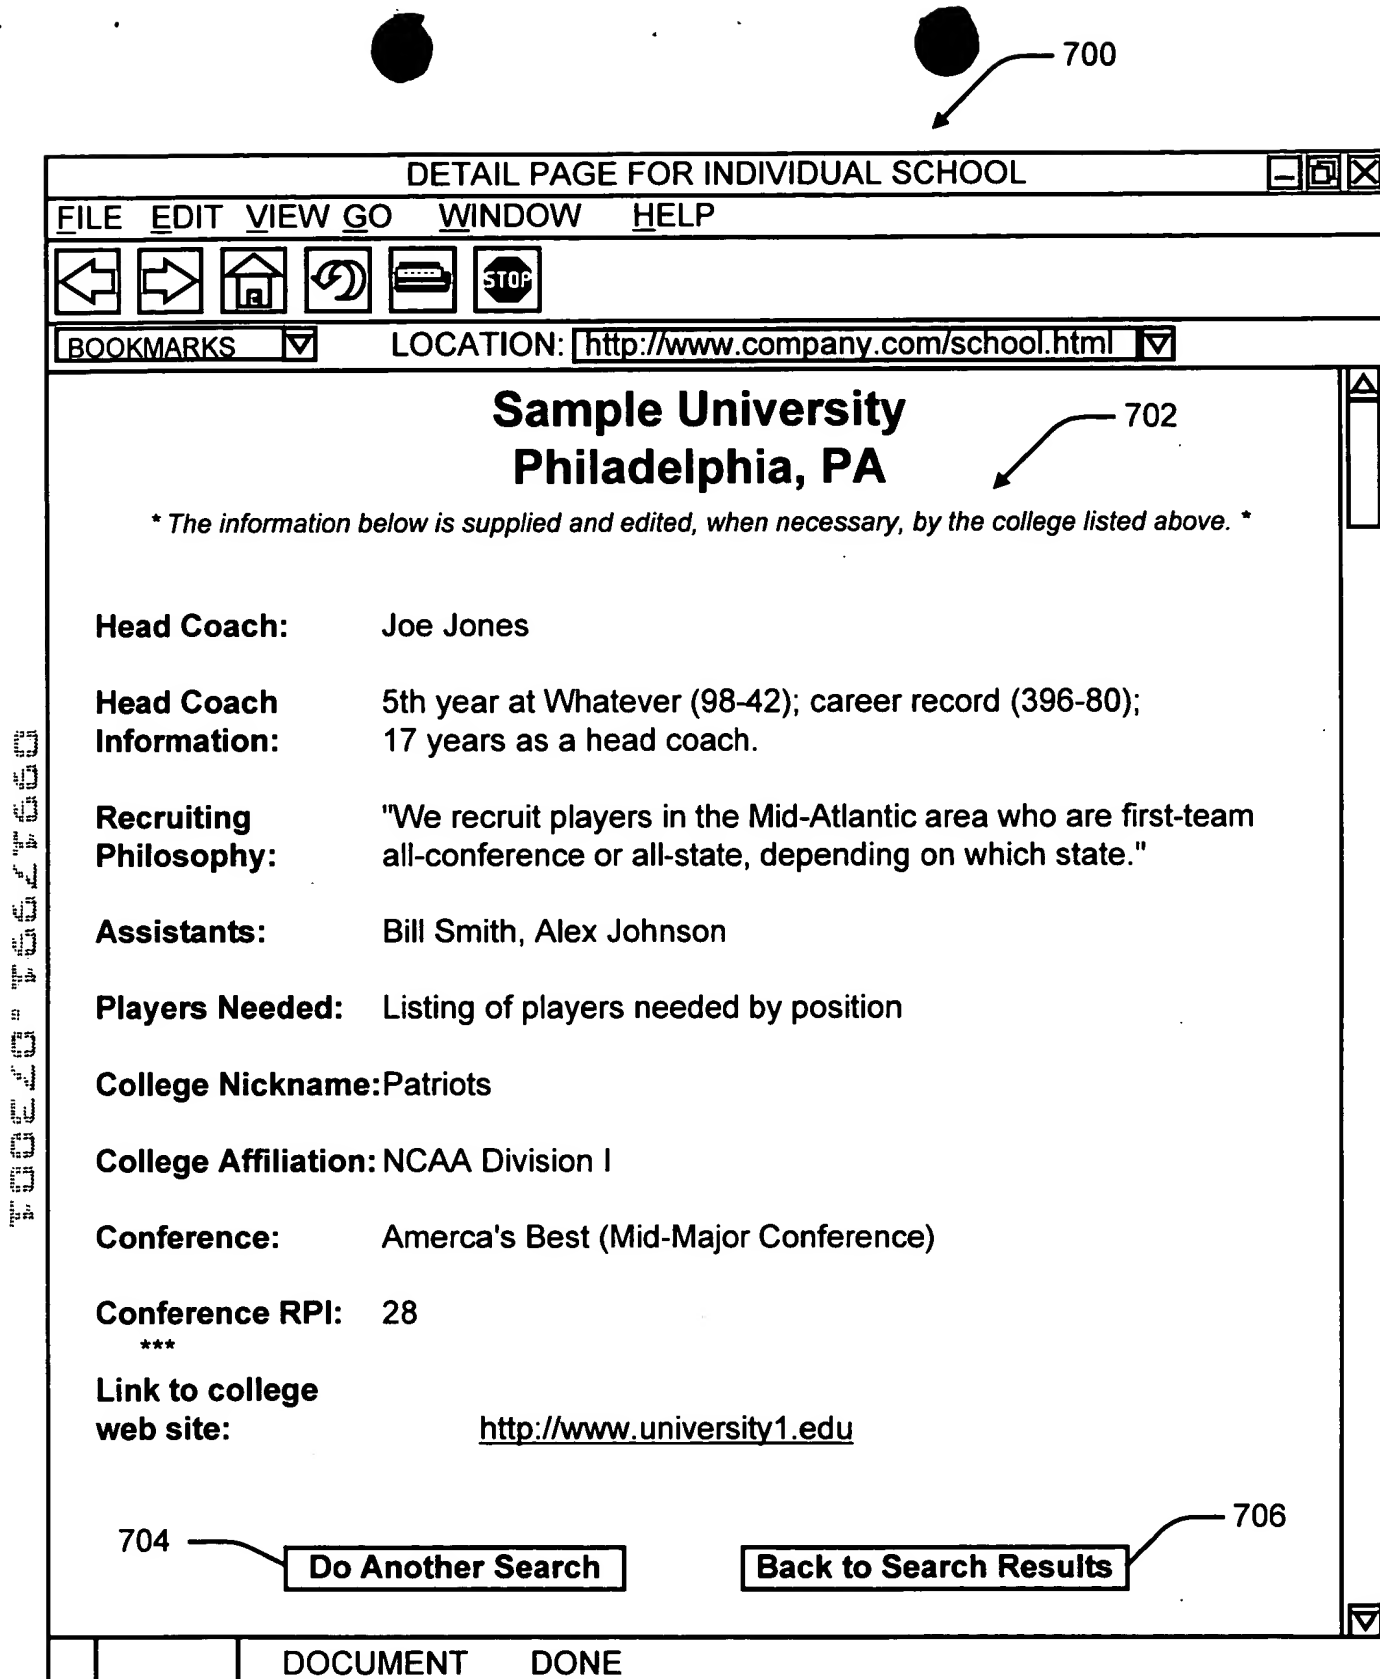 700
DETAIL PAGE FOR INDIVIDUAL SCHOOL
FILE EDIT VIEW GO WINDOW HELP
STOP
BOOKMARKS LOCATION: http://www.company.com/school.html
Sample University
702
Philadelphia, PA
* The information below is supplied and edited, when necessary, by the college listed above. *
Head Coach: Joe Jones
Head Coach 5th year at Whatever (98-42); career record (396-80);
Information: 17 years as a head coach.
Recruiting "We recruit players in the Mid-Atlantic area who are first-team
Philosophy: all-conference or all-state, depending on which state."
Assistants: Bill Smith, Alex Johnson
Players Needed: Listing of players needed by position
College Nickname: Patriots
College Affiliation: NCAA Division I
Conference: Amerca's Best (Mid-Major Conference)
Conference RPI: 28
***
Link to college
web site: http://www.university1.edu
704
706
Do Another Search Back to Search Results
DOCUMENT DONE